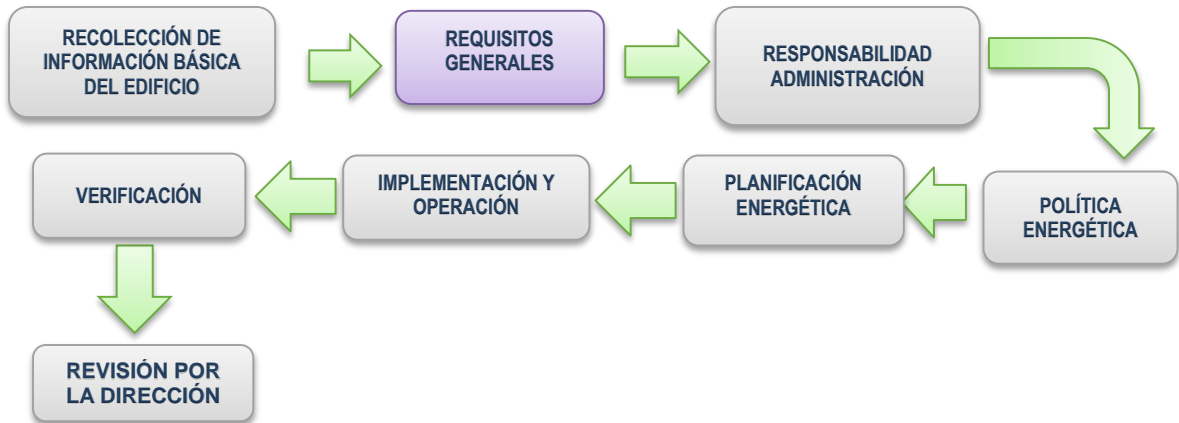 RECOLECCIÓN DE
INFORMACIÓN BÁSICA
DEL EDIFICIO
REQUISITOS
GENERALES
RESPONSABILIDAD
ADMINISTRACIÓN
POLÍTICA
ENERGÉTICA
PLANIFICACIÓN
ENERGÉTICA
IMPLEMENTACIÓN Y
OPERACIÓN
VERIFICACIÓN
REVISIÓN POR
LA DIRECCIÓN